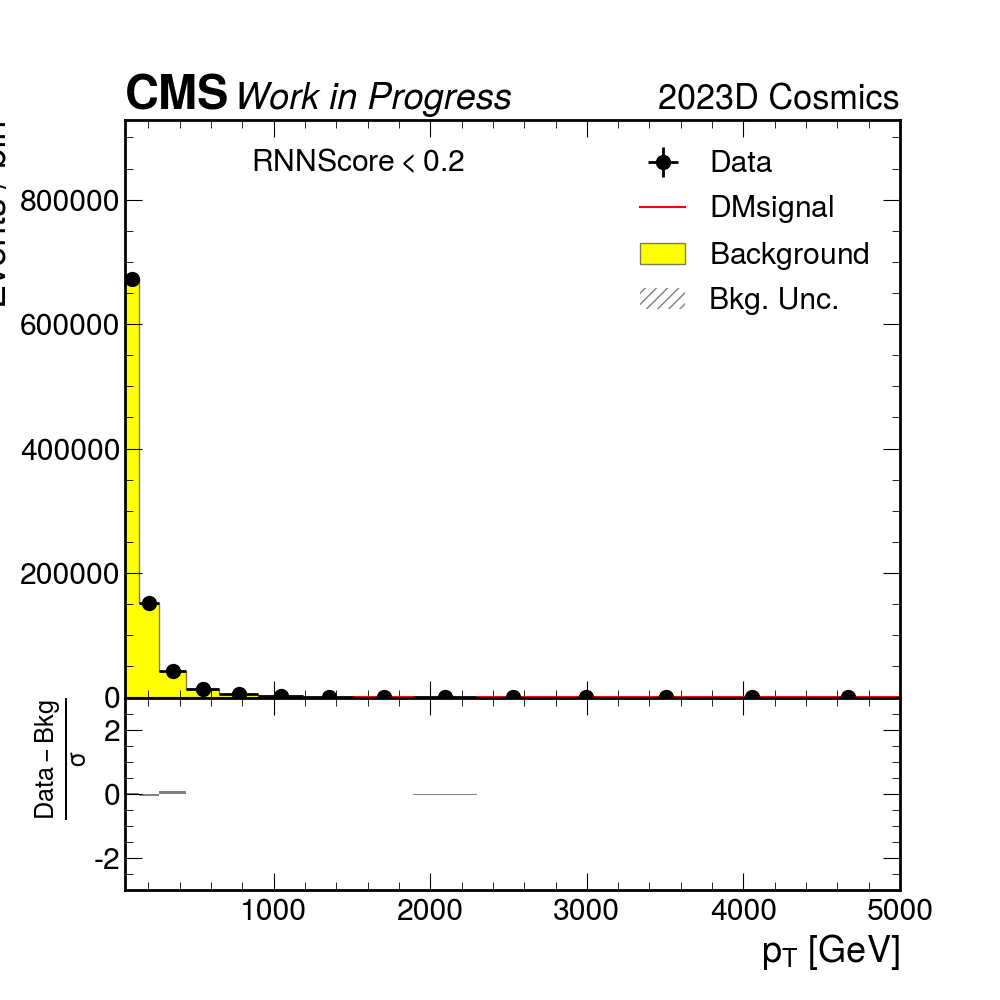 CMS Work in Progress 2023D Cosmics
RNNScore < 0.2
Data
DMsignal
Background
Bkg. Unc.
800000
600000
400000
200000
0
Data − Bkg
σ
2
0
-2
1000 2000 3000 4000 5000
pT [GeV]